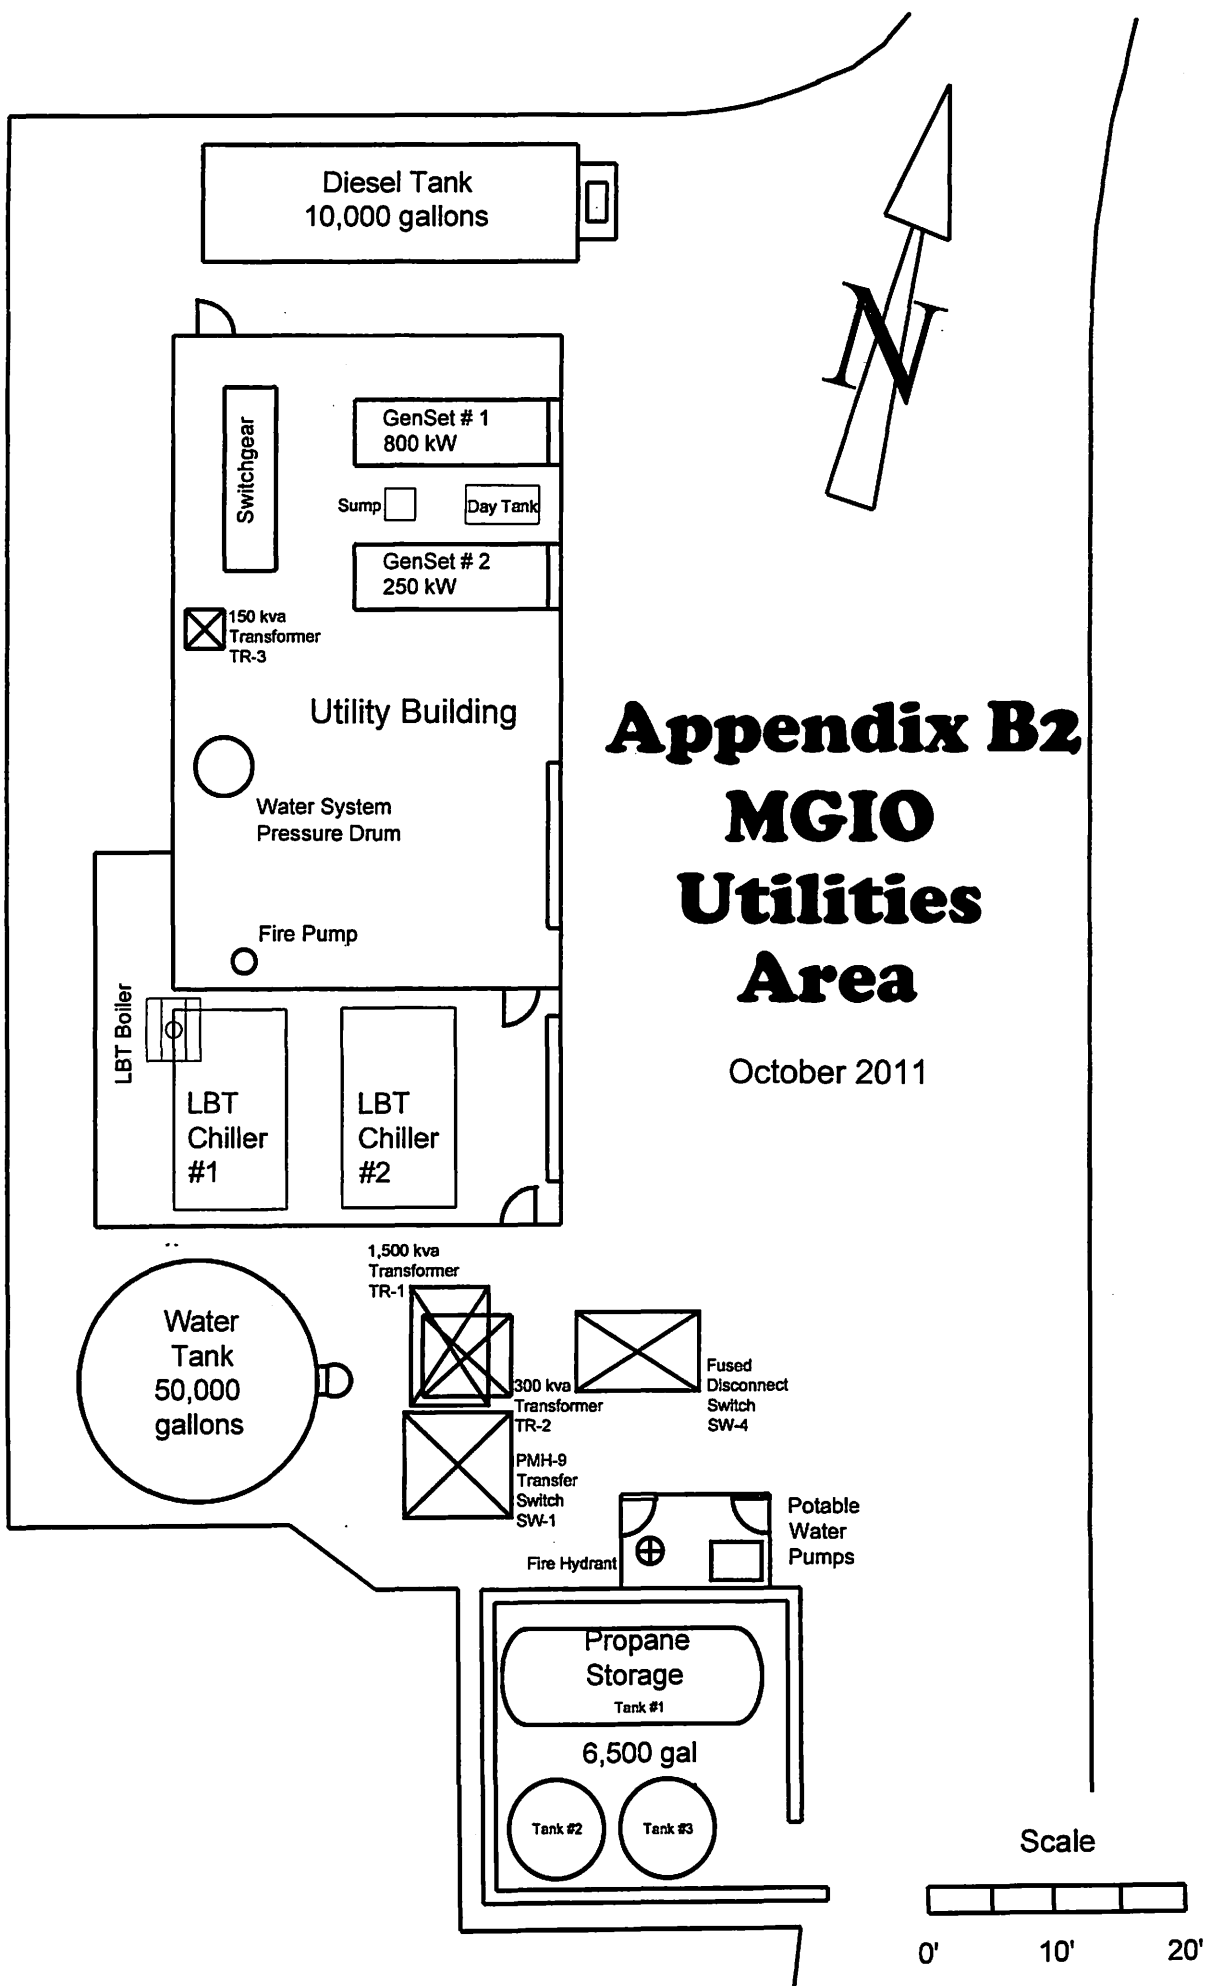 Diesel Tank
10,000 gallons
N
GenSet # 1
800 kW
Switchgear
Sump
Day Tank
GenSet # 2
250 kW
150 kva
Transformer
TR-3
Utility Building
Appendix B2
MGIO
Utilities
Area
October 2011
Water System
Pressure Drum
Fire Pump
LBT Boiler
LBT
Chiller
#1
LBT
Chiller
#2
1,500 kva
Transformer
TR-1
Water
Tank
50,000
gallons
300 kva
Transformer
TR-2
Fused
Disconnect
Switch
SW-4
PMH-9
Transfer
Switch
SW-1
Potable
Water
Pumps
Fire Hydrant
Propane
Storage
Tank #1
6,500 gal
Tank #2
Tank #3
Scale
0' 10' 20'